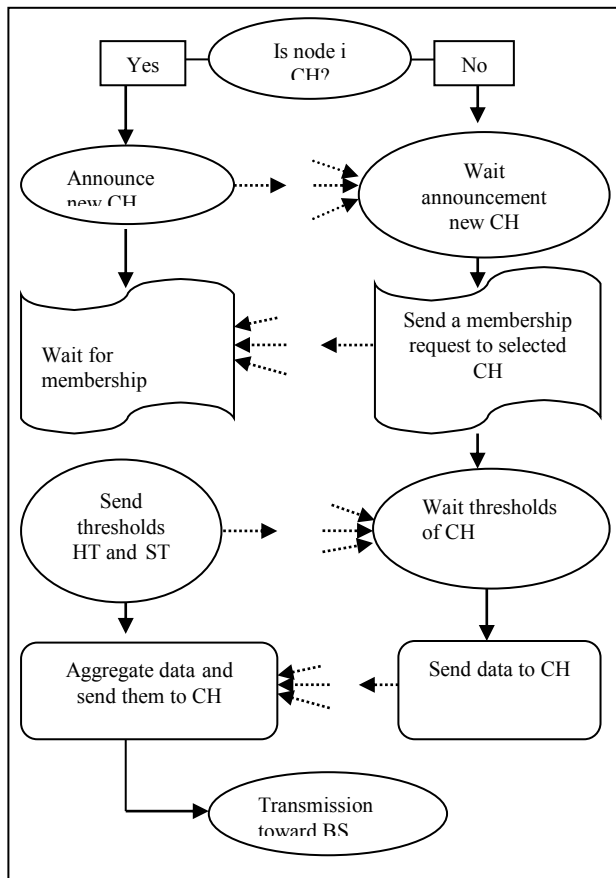 Is node i
CH?
Yes
No
Announce
new CH
Wait
announcement
new CH
Wait for
membership
Send a membership
request to selected
CH
Send
thresholds
HT and ST
Wait thresholds
of CH
Aggregate data and
send them to CH
Send data to CH
Transmission
toward BS